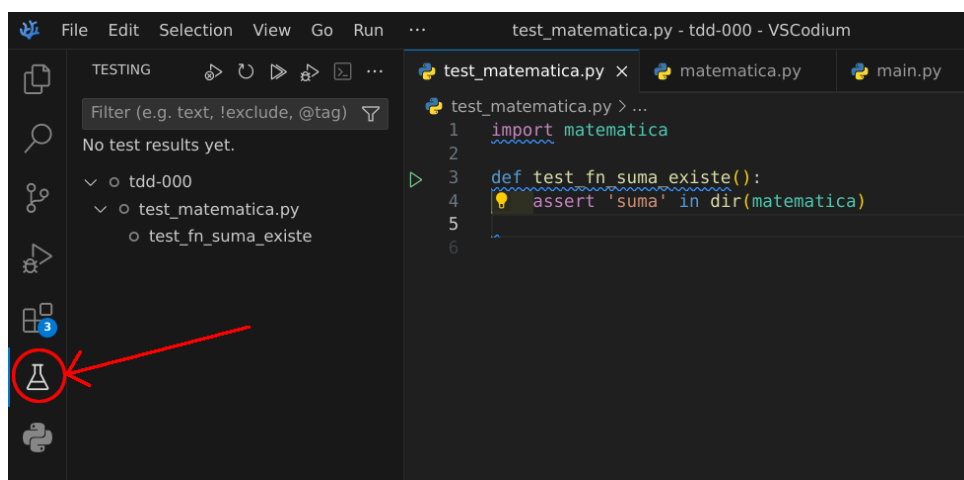 File Edit Selection View Go Run ··· test_matematica.py - tdd-000 - VSCodium
TESTING ···
Filter (e.g. text, !exclude, @tag)
No test results yet.
tdd-000
test_matematica.py
test_fn_suma_existe
3
test_matematica.py × matematica.py main.py
test_matematica.py > ...
1 import matematica
2
3 def test_fn_suma_existe():
4 assert 'suma' in dir(matematica)
5
6